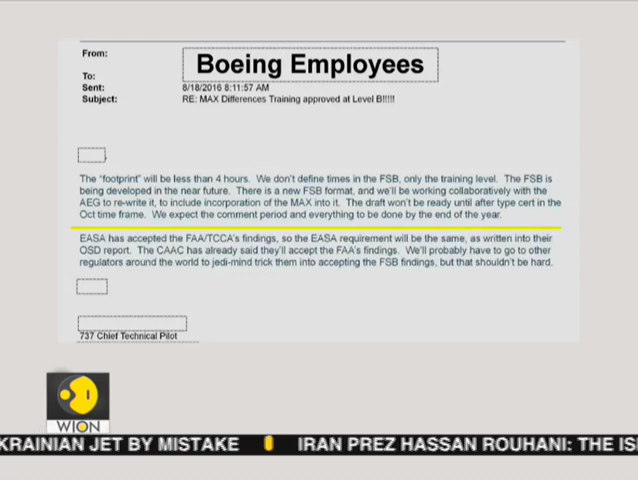 From:
Boeing Employees
To:
Sent: 8/18/2016 8:11:57 AM
Subject: RE: MAX Differences Training approved at Level B!!!!!
The "footprint" will be less than 4 hours. We don't define times in the FSB, only the training level. The FSB is
being developed in the near future. There is a new FSB format, and we'll be working collaboratively with the
AEG to re-write it, to include incorporation of the MAX into it. The draft won't be ready until after type cert in the
Oct time frame. We expect the comment period and everything to be done by the end of the year.
EASA has accepted the FAA/TCCA's findings, so the EASA requirement will be the same, as written into their
OSD report. The CAAC has already said they'll accept the FAA's findings. We'll probably have to go to other
regulators around the world to jedi-mind trick them into accepting the FSB findings, but that shouldn't be hard.
737 Chief Technical Pilot
WION
KRAINIAN JET BY MISTAKE IRAN PREZ HASSAN ROUHANI: THE IS